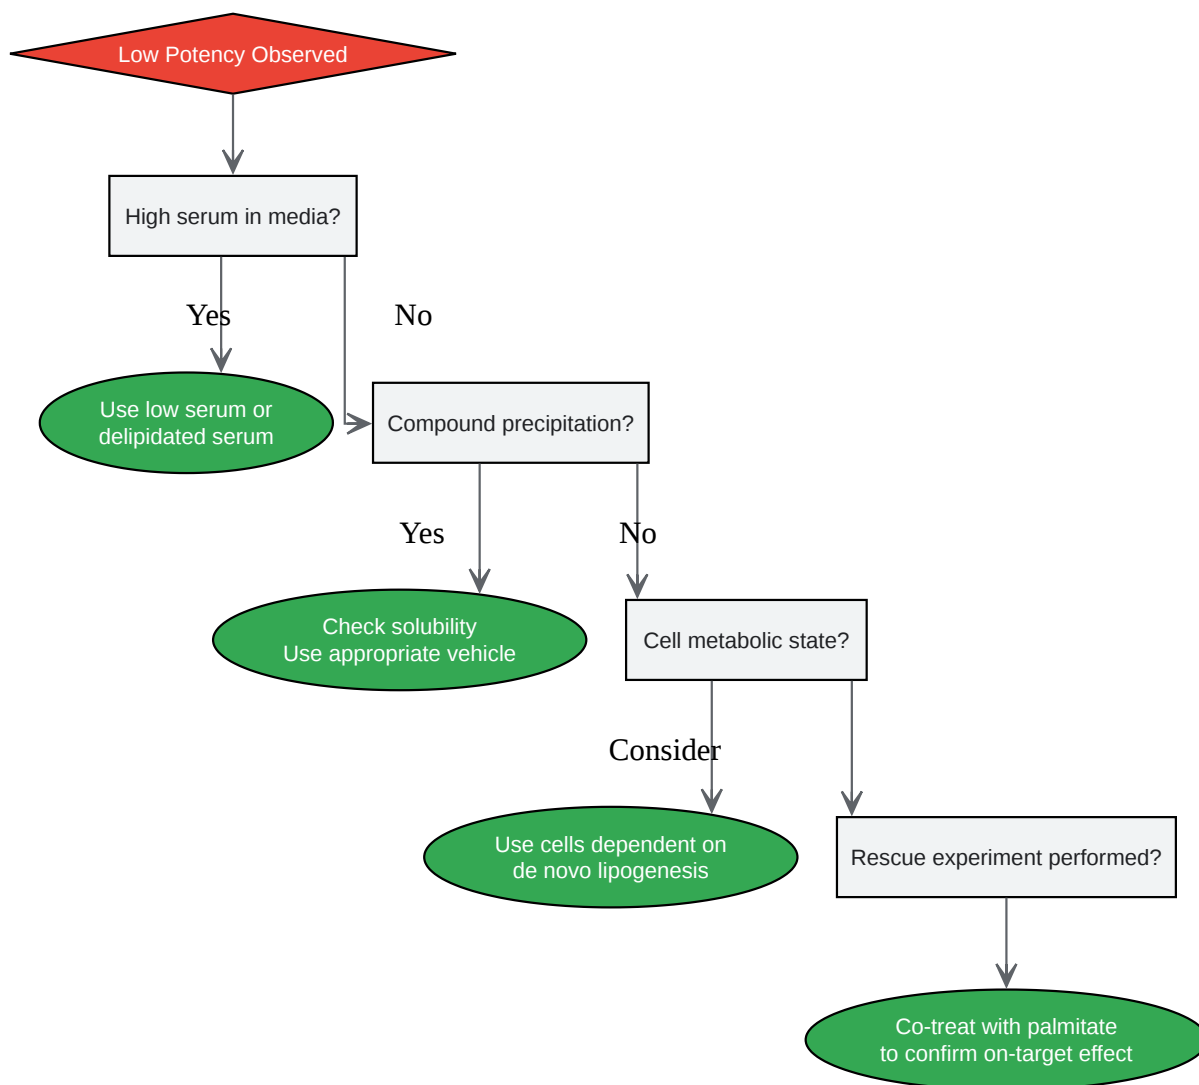 Low Potency Observed
High serum in media?
Yes
No
Use low serum or
delipidated serum
Compound precipitation?
Yes
No
Check solubility
Use appropriate vehicle
Cell metabolic state?
Consider
Use cells dependent on
de novo lipogenesis
Rescue experiment performed?
Co-treat with palmitate
to confirm on-target effect